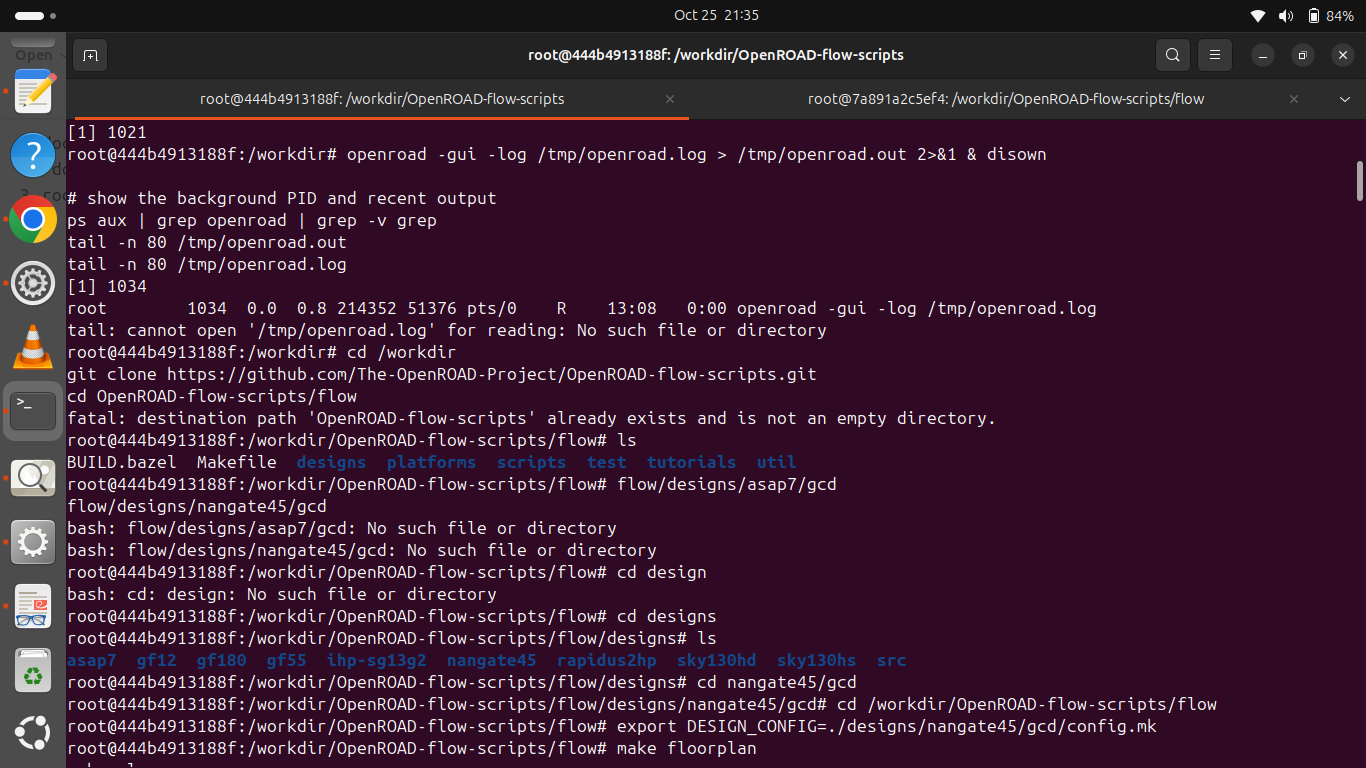 Oct 25 21:35
84%
Open
root@444b4913188f: /workdir/OpenROAD-flow-scripts
root@444b4913188f: /workdir/OpenROAD-flow-scripts
root@7a891a2c5ef4: /workdir/OpenROAD-flow-scripts/flow
[1] 1021
root@444b4913188f:/workdir# openroad -gui -log /tmp/openroad.log > /tmp/openroad.out 2>&1 & disown
# show the background PID and recent output
ps aux | grep openroad | grep -v grep
tail -n 80 /tmp/openroad.out
tail -n 80 /tmp/openroad.log
[1] 1034
root 1034 0.0 0.8 214352 51376 pts/0 R 13:08 0:00 openroad -gui -log /tmp/openroad.log
tail: cannot open '/tmp/openroad.log' for reading: No such file or directory
root@444b4913188f:/workdir# cd /workdir
git clone https://github.com/The-OpenROAD-Project/OpenROAD-flow-scripts.git
cd OpenROAD-flow-scripts/flow
fatal: destination path 'OpenROAD-flow-scripts' already exists and is not an empty directory.
root@444b4913188f:/workdir/OpenROAD-flow-scripts/flow# ls
BUILD.bazel Makefile designs platforms scripts test tutorials util
root@444b4913188f:/workdir/OpenROAD-flow-scripts/flow# flow/designs/asap7/gcd
flow/designs/nangate45/gcd
bash: flow/designs/asap7/gcd: No such file or directory
bash: flow/designs/nangate45/gcd: No such file or directory
root@444b4913188f:/workdir/OpenROAD-flow-scripts/flow# cd design
bash: cd: design: No such file or directory
root@444b4913188f:/workdir/OpenROAD-flow-scripts/flow# cd designs
root@444b4913188f:/workdir/OpenROAD-flow-scripts/flow/designs# ls
asap7 gf12 gf180 gf55 ihp-sg13g2 nangate45 rapidus2hp sky130hd sky130hs src
root@444b4913188f:/workdir/OpenROAD-flow-scripts/flow/designs# cd nangate45/gcd
root@444b4913188f:/workdir/OpenROAD-flow-scripts/flow/designs/nangate45/gcd# cd /workdir/OpenROAD-flow-scripts/flow
root@444b4913188f:/workdir/OpenROAD-flow-scripts/flow# export DESIGN_CONFIG=./designs/nangate45/gcd/config.mk
root@444b4913188f:/workdir/OpenROAD-flow-scripts/flow# make floorplan